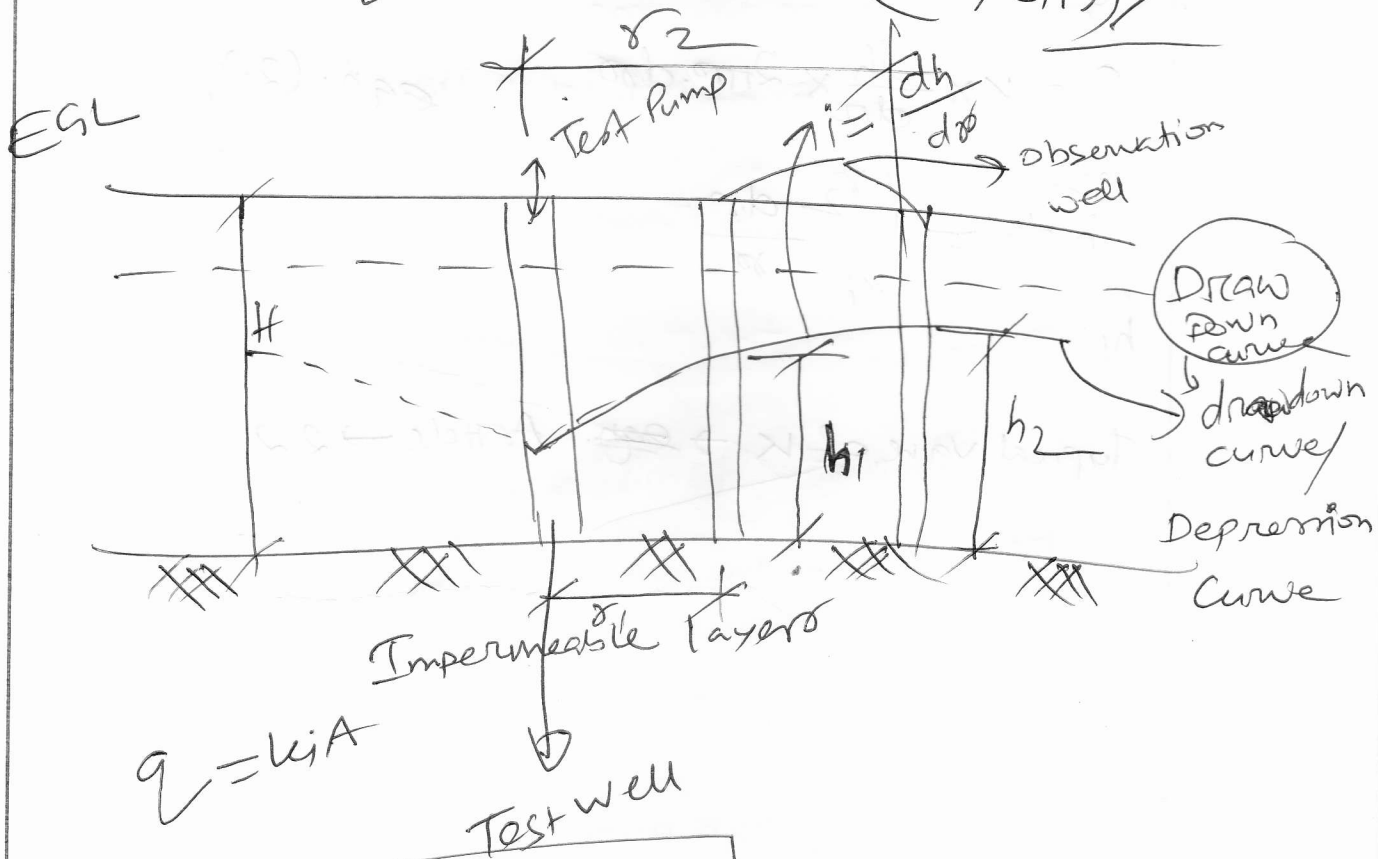 r2
EGL
Test Pump
i = dh/dr
observation
well
H
Draw
Down
curve
drawdown
curve/
Depression
Curve
h1
h2
r1
Impermeable layers
q = kiA
Test well